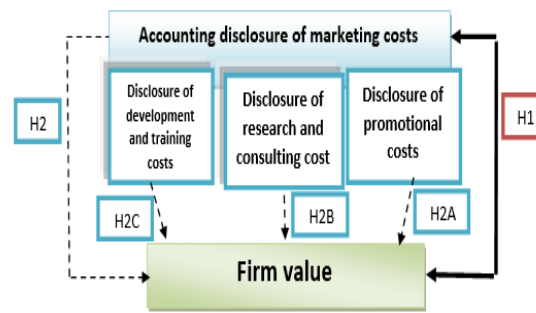 Accounting disclosure of marketing costs
Disclosure of
development
and training
costs
Disclosure of
research and
consulting cost
Disclosure of
promotional
costs
H2
H1
H2C
H2B
H2A
Firm value